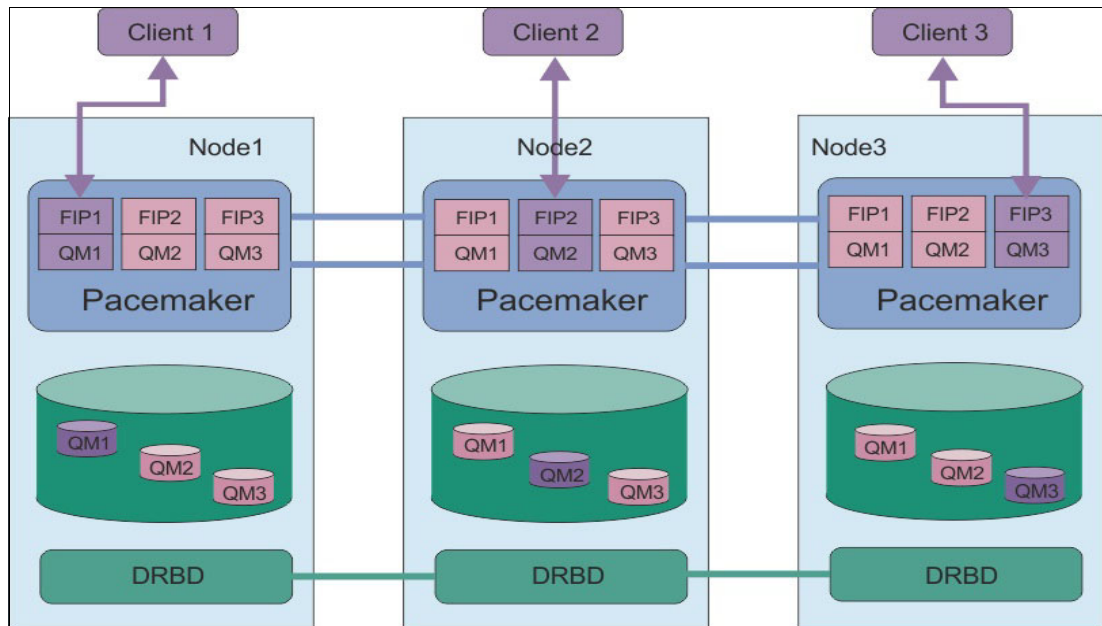 Client 1
Client 2
Client 3
Node1
Node2
Node3
FIP1 FIP2 FIP3
QM1 QM2 QM3
Pacemaker
FIP1 FIP2 FIP3
QM1 QM2 QM3
Pacemaker
FIP1 FIP2 FIP3
QM1 QM2 QM3
Pacemaker
QM1
QM2
QM3
QM1
QM2
QM3
QM1
QM2
QM3
DRBD
DRBD
DRBD